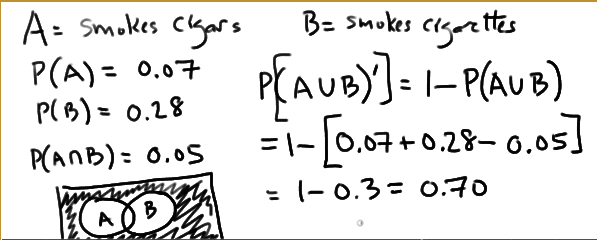 A = Smokes Cigars
B = smokes cigarettes
P(A) = 0.07
P(B) = 0.28
P(A∩B) = 0.05
P[(A∪B)'] = 1 - P(A∪B)
= 1 - [0.07 + 0.28 - 0.05]
= 1 - 0.3 = 0.70
A B